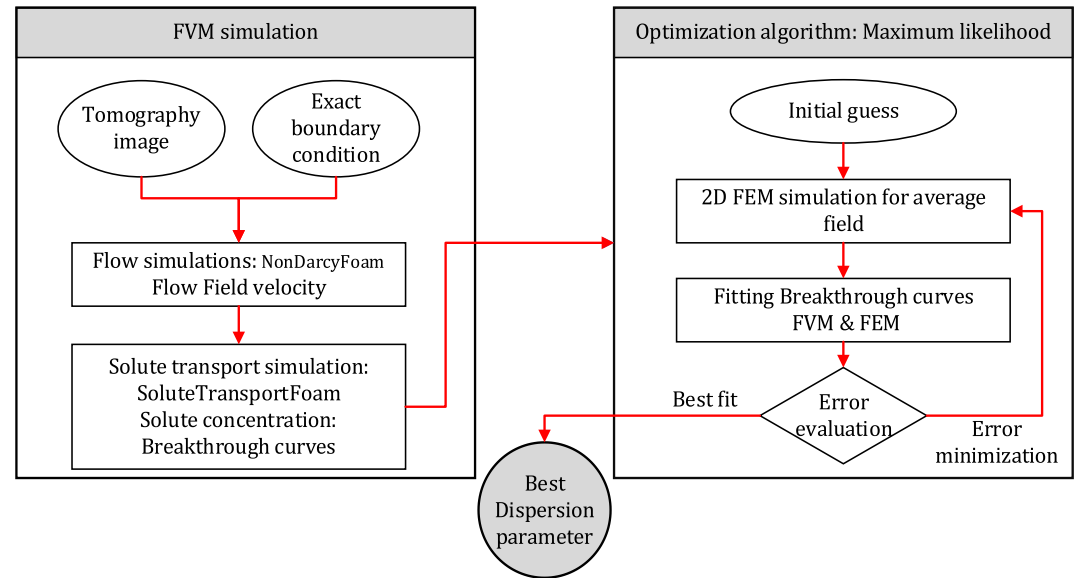 FVM simulation
Tomography
image
Exact
boundary
condition
Flow simulations: NonDarcyFoam
Flow Field velocity
Solute transport simulation:
SoluteTransportFoam
Solute concentration:
Breakthrough curves
Optimization algorithm: Maximum likelihood
Initial guess
2D FEM simulation for average
field
Fitting Breakthrough curves
FVM & FEM
Error
evaluation
Best fit
Error
minimization
Best
Dispersion
parameter